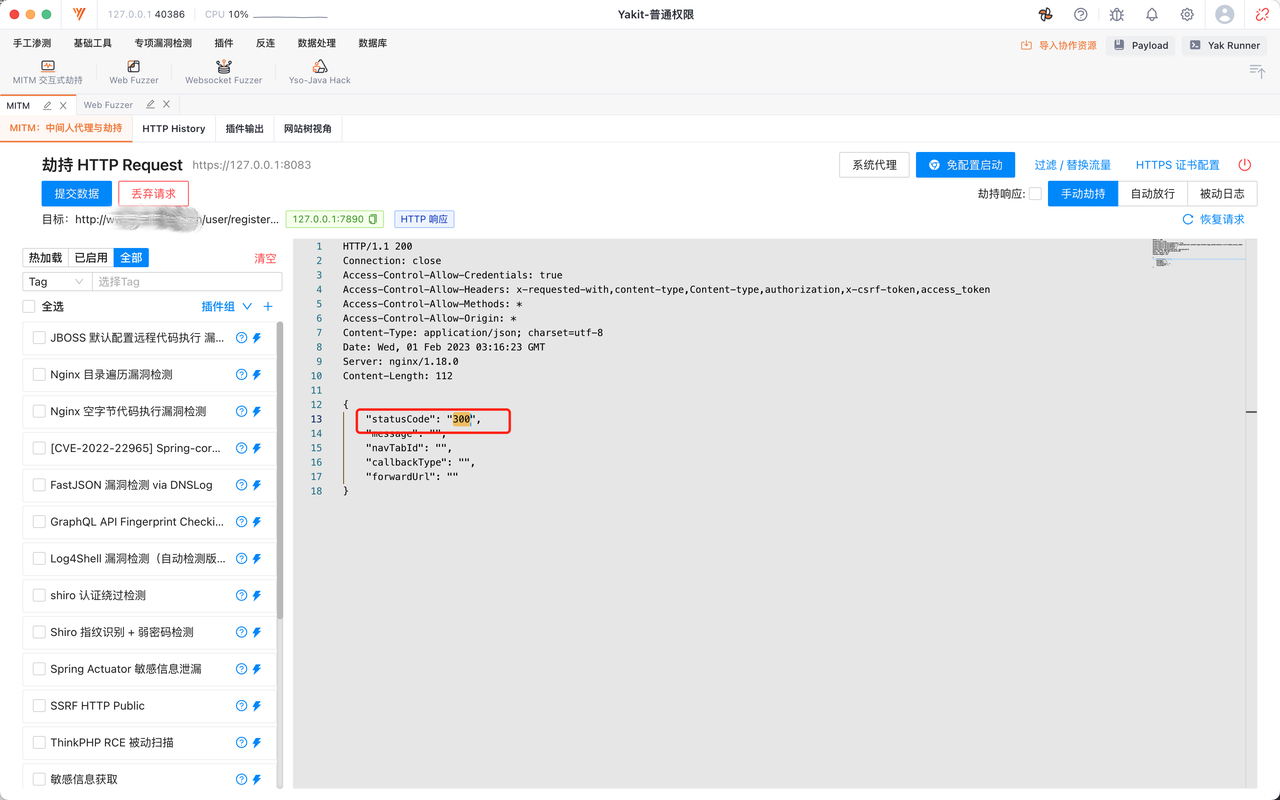 127.0.0.1 40386 CPU 10% Yakit-普通权限
手工渗测 基础工具 专项漏洞检测 插件 反连 数据处理 数据库 导入协作资源 Payload Yak Runner
MITM 交互式劫持 Web Fuzzer Websocket Fuzzer Yso-Java Hack
MITM Web Fuzzer
MITM：中间人代理与劫持 HTTP History 插件输出 网站树视角
劫持 HTTP Request https://127.0.0.1:8083 系统代理 免配置启动 过滤 / 替换流量 HTTPS 证书配置
提交数据 丢弃请求 劫持响应: 手动劫持 自动放行 被动日志
目标：http://w /user/register... 127.0.0.1:7890 HTTP 响应 恢复请求
热加载 已启用 全部 清空
Tag 选择Tag
全选 插件组
JBOSS 默认配置远程代码执行 漏...
Nginx 目录遍历漏洞检测
Nginx 空字节代码执行漏洞检测
[CVE-2022-22965] Spring-cor...
FastJSON 漏洞检测 via DNSLog
GraphQL API Fingerprint Checki...
Log4Shell 漏洞检测（自动检测版...
shiro 认证绕过检测
Shiro 指纹识别 + 弱密码检测
Spring Actuator 敏感信息泄漏
SSRF HTTP Public
ThinkPHP RCE 被动扫描
敏感信息获取
1 HTTP/1.1 200
2 Connection: close
3 Access-Control-Allow-Credentials: true
4 Access-Control-Allow-Headers: x-requested-with,content-type,Content-type,authorization,x-csrf-token,access_token
5 Access-Control-Allow-Methods: *
6 Access-Control-Allow-Origin: *
7 Content-Type: application/json; charset=utf-8
8 Date: Wed, 01 Feb 2023 03:16:23 GMT
9 Server: nginx/1.18.0
10 Content-Length: 112
11
12 {
13 "statusCode": "300",
14 "message": "",
15 "navTabId": "",
16 "callbackType": "",
17 "forwardUrl": ""
18 }